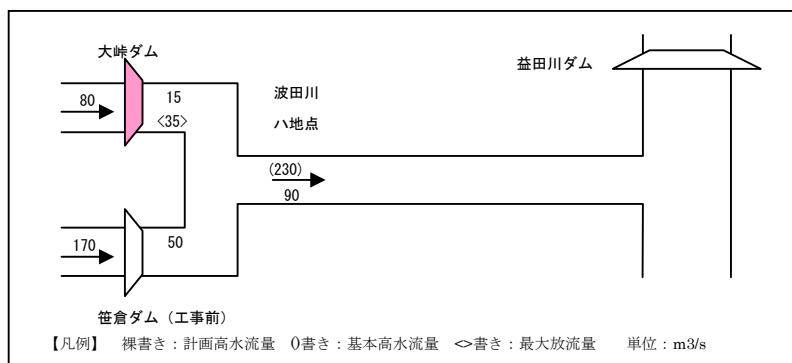 大峠ダム
益田川ダム
80
15
<35>
波田川
ハ地点
(230)
90
170
50
笹倉ダム（工事前）
【凡例】 裸書き：計画高水流量 ()書き：基本高水流量 <>書き：最大放流量 単位：m3/s